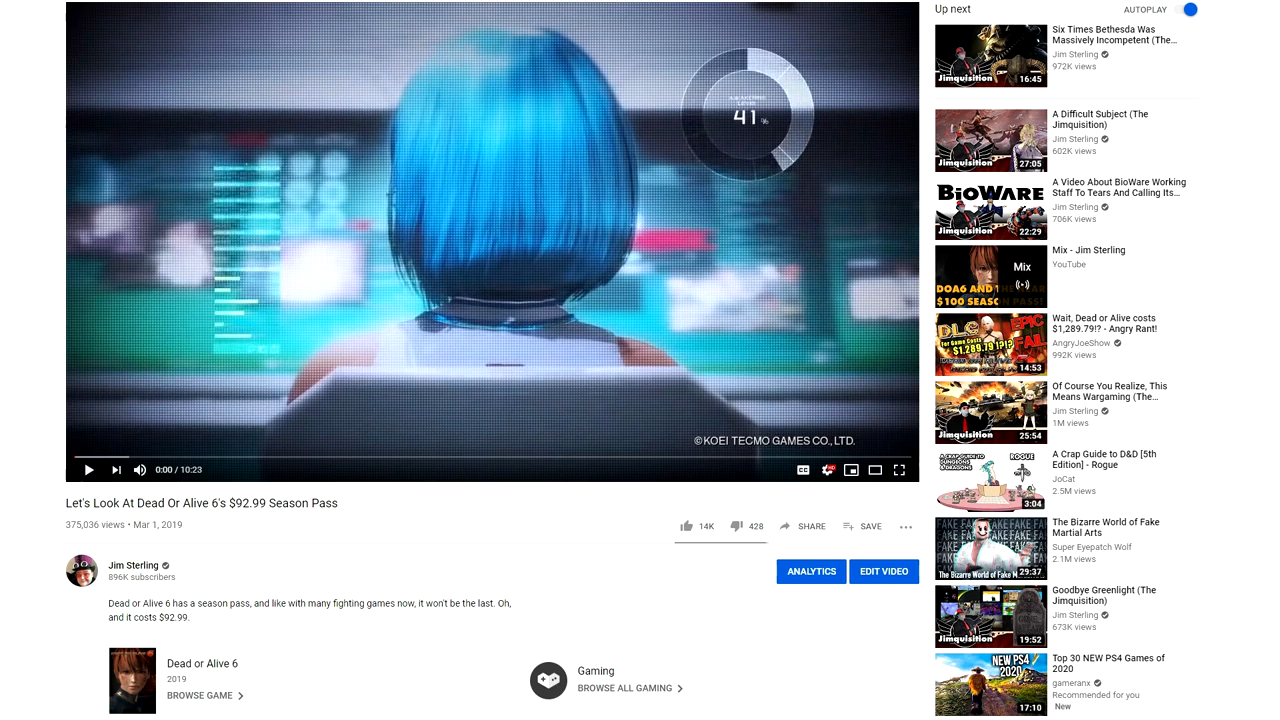 AWARENESS
LEVEL
41 %
©KOEI TECMO GAMES CO., LTD.
0:00 / 10:23
CC
HD
Let's Look At Dead Or Alive 6's $92.99 Season Pass
375,036 views • Mar 1, 2019
14K
428
SHARE
SAVE
Jim Sterling
896K subscribers
ANALYTICS
EDIT VIDEO
Dead or Alive 6 has a season pass, and like with many fighting games now, it won't be the last. Oh,
and it costs $92.99.
Dead or Alive 6
2019
BROWSE GAME
Gaming
BROWSE ALL GAMING
Up next
AUTOPLAY
Jimquisition
16:45
Six Times Bethesda Was
Massively Incompetent (The...
Jim Sterling
972K views
Jimquisition
27:05
A Difficult Subject (The
Jimquisition)
Jim Sterling
602K views
BIOWARE
Jimquisition
22:29
A Video About BioWare Working
Staff To Tears And Calling Its...
Jim Sterling
706K views
Mix
DOA6 AND
$100 SEASON PASS!
Mix - Jim Sterling
YouTube
DLC
EPIC
FAIL
For Game Costs
$1,289.79!?!?
14:53
Wait, Dead or Alive costs
$1,289.79!? - Angry Rant!
AngryJoeShow
992K views
Jimquisition
25:54
Of Course You Realize, This
Means Wargaming (The...
Jim Sterling
1M views
A CRAP GUIDE TO
DUNGEONS
& DRAGONS
ROGUE
3:04
A Crap Guide to D&D [5th
Edition] - Rogue
JoCat
2.5M views
FAKE FAKE FAKE FAKE
The Bizarre World of Fake M
29:37
The Bizarre World of Fake
Martial Arts
Super Eyepatch Wolf
2.1M views
Jimquisition
19:52
Goodbye Greenlight (The
Jimquisition)
Jim Sterling
673K views
NEW PS4
2020
17:10
Top 30 NEW PS4 Games of
2020
gameranx
Recommended for you
New